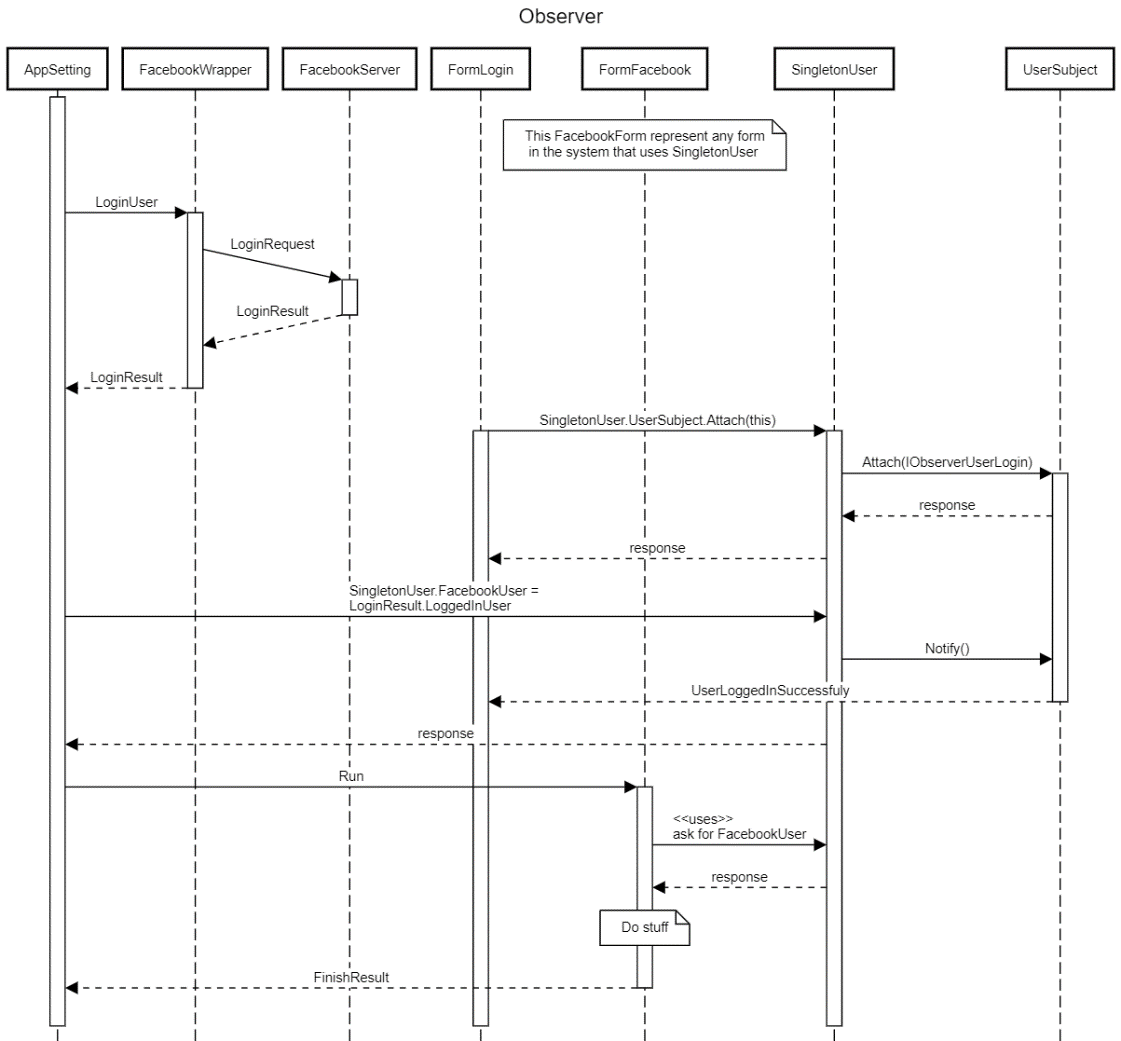 Observer
AppSetting
FacebookWrapper
FacebookServer
FormLogin
FormFacebook
SingletonUser
UserSubject
This FacebookForm represent any form
in the system that uses SingletonUser
LoginUser
LoginRequest
LoginResult
LoginResult
SingletonUser.UserSubject.Attach(this)
Attach(IObserverUserLogin)
response
response
SingletonUser.FacebookUser =
LoginResult.LoggedInUser
Notify()
UserLoggedInSuccessfuly
response
Run
<<uses>>
ask for FacebookUser
response
Do stuff
FinishResult